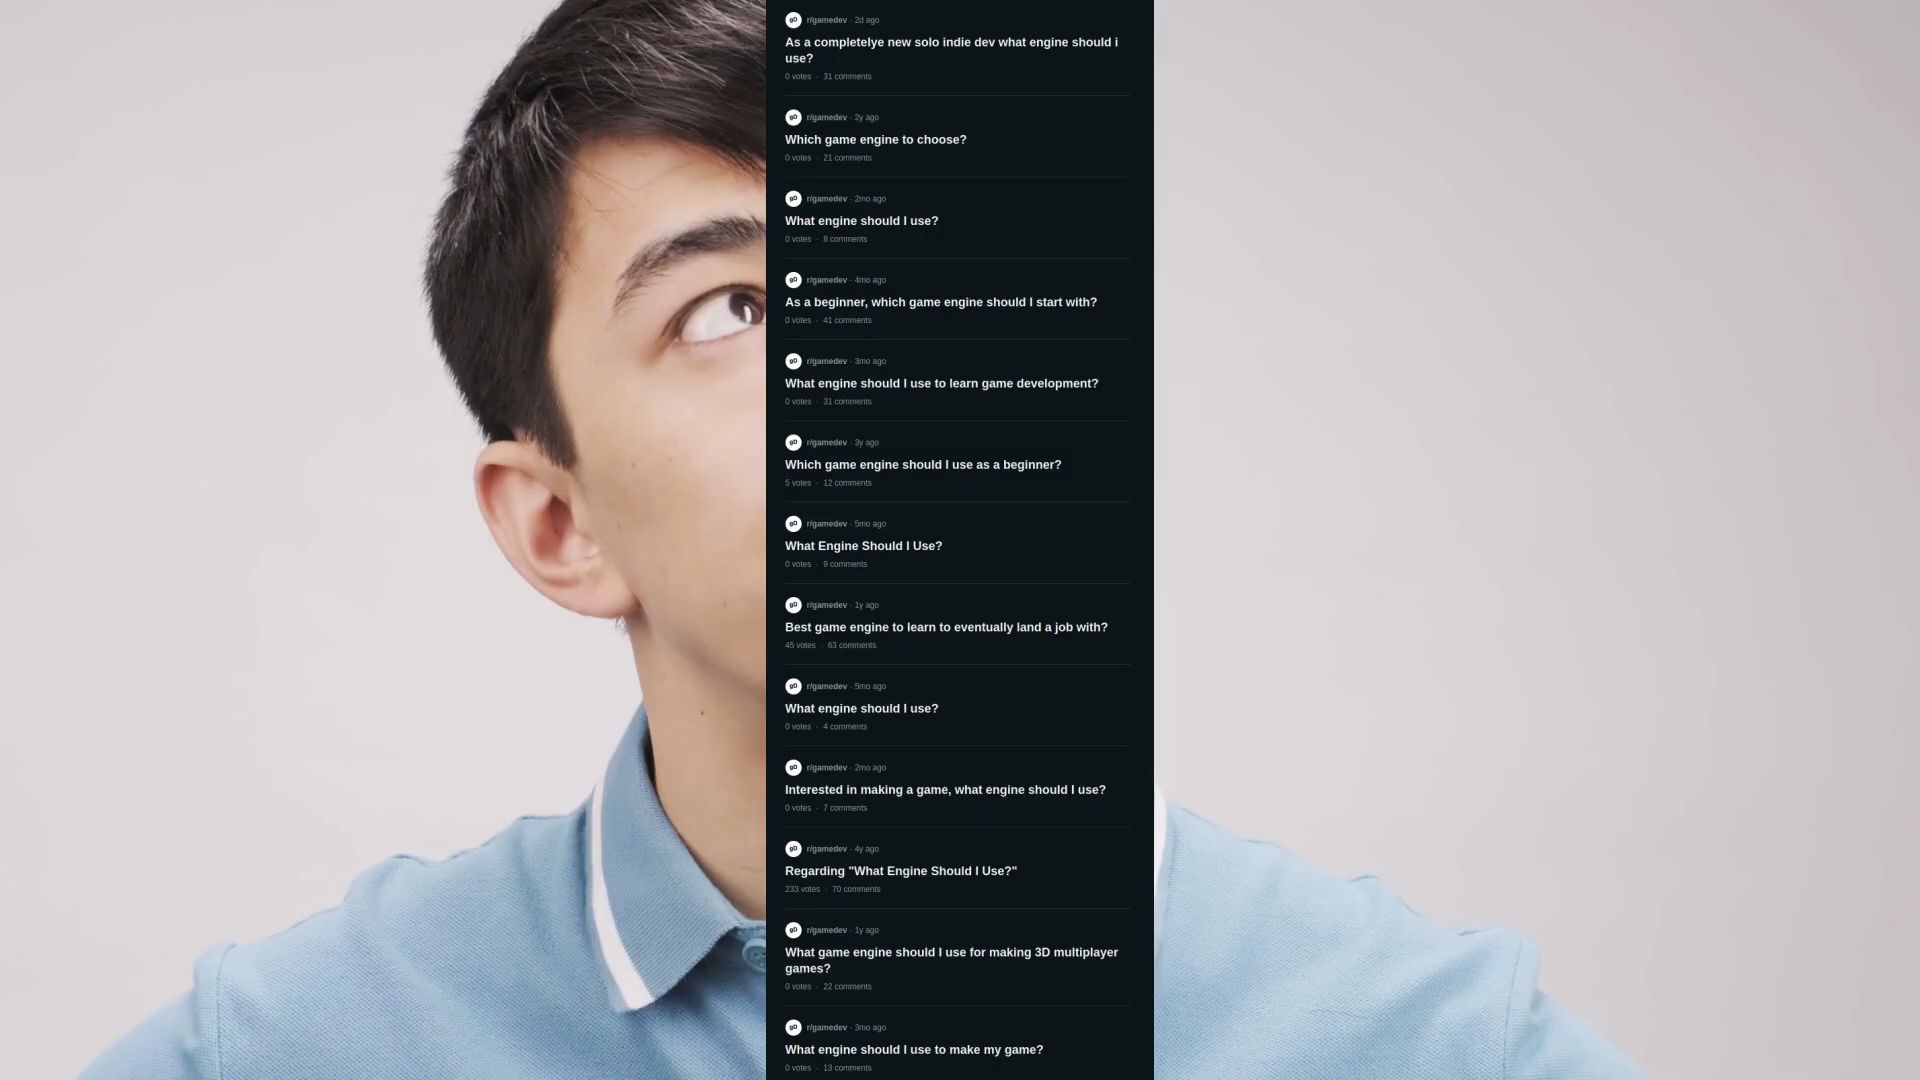 r/gamedev · 2d ago
As a completelye new solo indie dev what engine should i
use?
0 votes · 31 comments
r/gamedev · 2y ago
Which game engine to choose?
0 votes · 21 comments
r/gamedev · 2mo ago
What engine should I use?
0 votes · 8 comments
r/gamedev · 4mo ago
As a beginner, which game engine should I start with?
0 votes · 41 comments
r/gamedev · 3mo ago
What engine should I use to learn game development?
0 votes · 31 comments
r/gamedev · 3y ago
Which game engine should I use as a beginner?
5 votes · 12 comments
r/gamedev · 5mo ago
What Engine Should I Use?
0 votes · 9 comments
r/gamedev · 1y ago
Best game engine to learn to eventually land a job with?
45 votes · 63 comments
r/gamedev · 5mo ago
What engine should I use?
0 votes · 4 comments
r/gamedev · 2mo ago
Interested in making a game, what engine should I use?
0 votes · 7 comments
r/gamedev · 4y ago
Regarding "What Engine Should I Use?"
233 votes · 70 comments
r/gamedev · 1y ago
What game engine should I use for making 3D multiplayer
games?
0 votes · 22 comments
r/gamedev · 3mo ago
What engine should I use to make my game?
0 votes · 13 comments